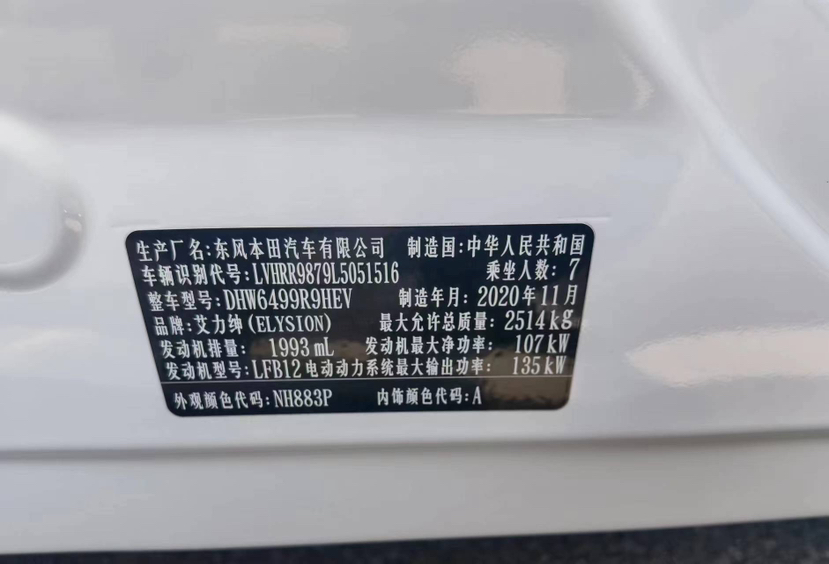 生产厂名:东风本田汽车有限公司 制造国:中华人民共和国
车辆识别代号:LVHRR9879L5051516 乘坐人数: 7
整车型号:DHW6499R9HEV 制造年月: 2020年11月
品牌: 艾力绅(ELYSION) 最大允许总质量: 2514kg
发动机排量: 1993mL 发动机最大净功率: 107kW
发动机型号:LFB12 电动动力系统最大输出功率: 135kW
外观颜色代码:NH883P 内饰颜色代码:A